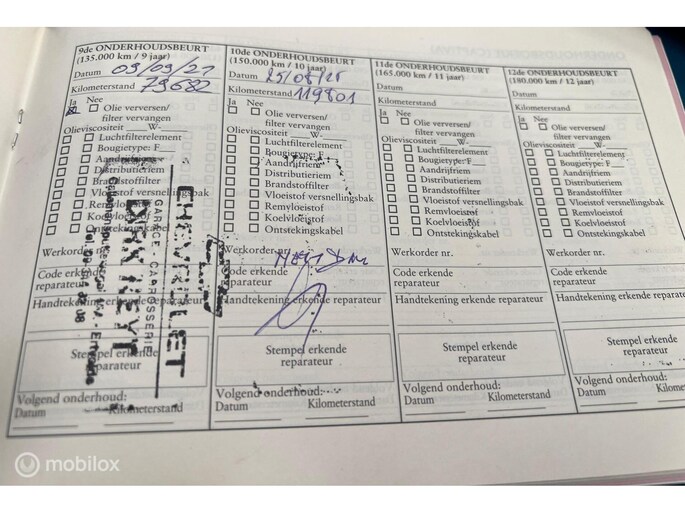 9de ONDERHOUDSBEURT
(135.000 km / 9 jaar)
Datum 09/09/21
Kilometerstand 79682
Ja Nee
Olie verversen/
filter vervangen
Olieviscositeit W-
Luchtfilterelement
Bougietype: F
Aandrijfriem
Distributieriem
Brandstoffilter
Vloeistof versnellingsbak
Remvloeistof
Koelvloeistof
Ontstekingskabel
Werkorder nr.
Code erkende
reparateur
Handtekening erkende reparateur
CHEVROLET
GARAGE CARROSSERIE
Stempel erkende
reparateur
Volgend onderhoud:
Datum Kilometerstand
10de ONDERHOUDSBEURT
(150.000 km / 10 jaar)
Datum
Kilometerstand 119801
Ja Nee
Olie verversen/
filter vervangen
Olieviscositeit W-
Luchtfilterelement
Bougietype: F
Aandrijfriem
Distributieriem
Brandstoffilter
Vloeistof versnellingsbak
Remvloeistof
Koelvloeistof
Ontstekingskabel
Werkorder nr.
Code erkende
reparateur
Handtekening erkende reparateur
Stempel erkende
reparateur
Volgend onderhoud:
Datum Kilometerstand
11de ONDERHOUDSBEURT
(165.000 km / 11 jaar)
Datum
Kilometerstand
Ja Nee
Olie verversen/
filter vervangen
Olieviscositeit W-
Luchtfilterelement
Bougietype: F
Aandrijfriem
Distributieriem
Brandstoffilter
Vloeistof versnellingsbak
Remvloeistof
Koelvloeistof
Ontstekingskabel
Werkorder nr.
Code erkende
reparateur
Handtekening erkende reparateur
Stempel erkende
reparateur
Volgend onderhoud:
Datum Kilometerstand
12de ONDERHOUDSBEURT
(180.000 km / 12 jaar)
Datum
Kilometerstand
Ja Nee
Olie verversen/
filter vervangen
Olieviscositeit W-
Luchtfilterelement
Bougietype: F
Aandrijfriem
Distributieriem
Brandstoffilter
Vloeistof versnellingsbak
Remvloeistof
Koelvloeistof
Ontstekingskabel
Werkorder nr.
Code erkende
reparateur
Handtekening erkende reparateur
Stempel erkende
reparateur
Volgend onderhoud:
Datum Kilometerstand
mobilox